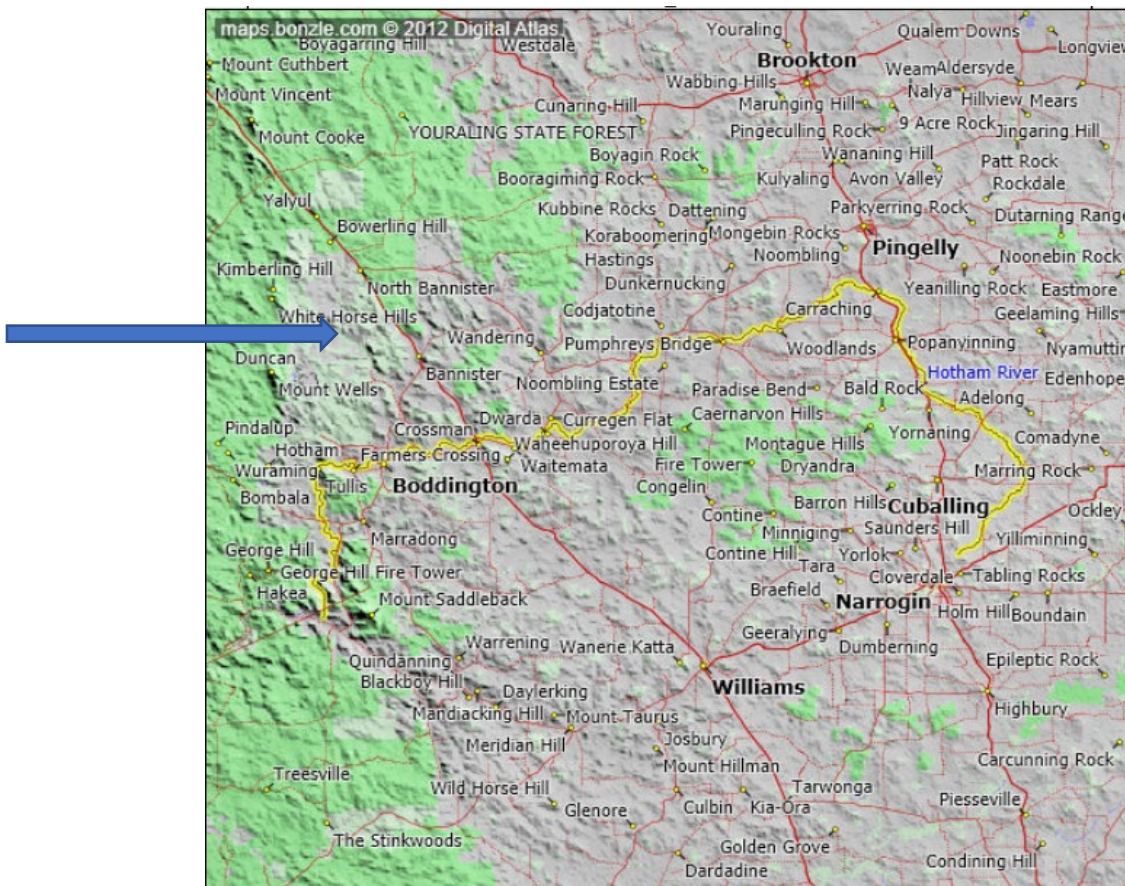 maps.bonzle.com © 2012 Digital Atlas
Boyagarring Hill
Westdale
Youraling
Qualem Downs
Longview
Mount Cuthbert
Brookton
Weam
Aldersyde
Wabbing Hills
Mount Vincent
Cunaring Hill
Marunging Hill
Nalya
Hillview
Mears
Mount Cooke
YOURALING STATE FOREST
Pingeculling Rock
9 Acre Rock
Jingaring Hill
Boyagin Rock
Wananing Hill
Patt Rock
Booragiming Rock
Kulyaling
Avon Valley
Rockdale
Yalyul
Kubbine Rocks
Dattening
Parkyerring Rock
Dutarning Range
Bowerling Hill
Koraboomering
Mongebin Rocks
Pingelly
Hastings
Noombling
Noonebin Rock
Kimberling Hill
Dunkernucking
North Bannister
Yeanilling Rock
Eastmore
White Horse Hills
Codjatotine
Carraching
Geelaming Hills
Wandering
Pumphreys Bridge
Woodlands
Popanyinning
Nyamuttin
Duncan
Bannister
Hotham River
Mount Wells
Noombling Estate
Paradise Bend
Bald Rock
Edenhope
Adelong
Dwarda
Curregen Flat
Caernarvon Hills
Pindalup
Crossman
Waheehuporoya Hill
Montague Hills
Yornaning
Comadyne
Hotham
Farmers Crossing
Waitemata
Fire Tower
Dryandra
Wuraming
Marring Rock
Tullis
Boddington
Congelin
Barron Hills
Cuballing
Bombala
Contine
Ockley
Minniging
Saunders Hill
Marradong
Yilliminning
George Hill
Contine Hill
Yorlok
Tara
George Hill Fire Tower
Cloverdale
Tabling Rocks
Hakea
Braefield
Mount Saddleback
Narrogin
Holm Hill
Boundain
Geeralying
Warrening
Wanerie Katta
Dumberning
Quindanning
Epileptic Rock
Blackboy Hill
Williams
Daylerking
Highbury
Mandiacking Hill
Mount Taurus
Meridian Hill
Josbury
Carcunning Rock
Mount Hillman
Treesville
Wild Horse Hill
Tarwonga
Glenore
Culbin
Kia-Ora
Piesseville
The Stinkwoods
Golden Grove
Condining Hill
Dardadine